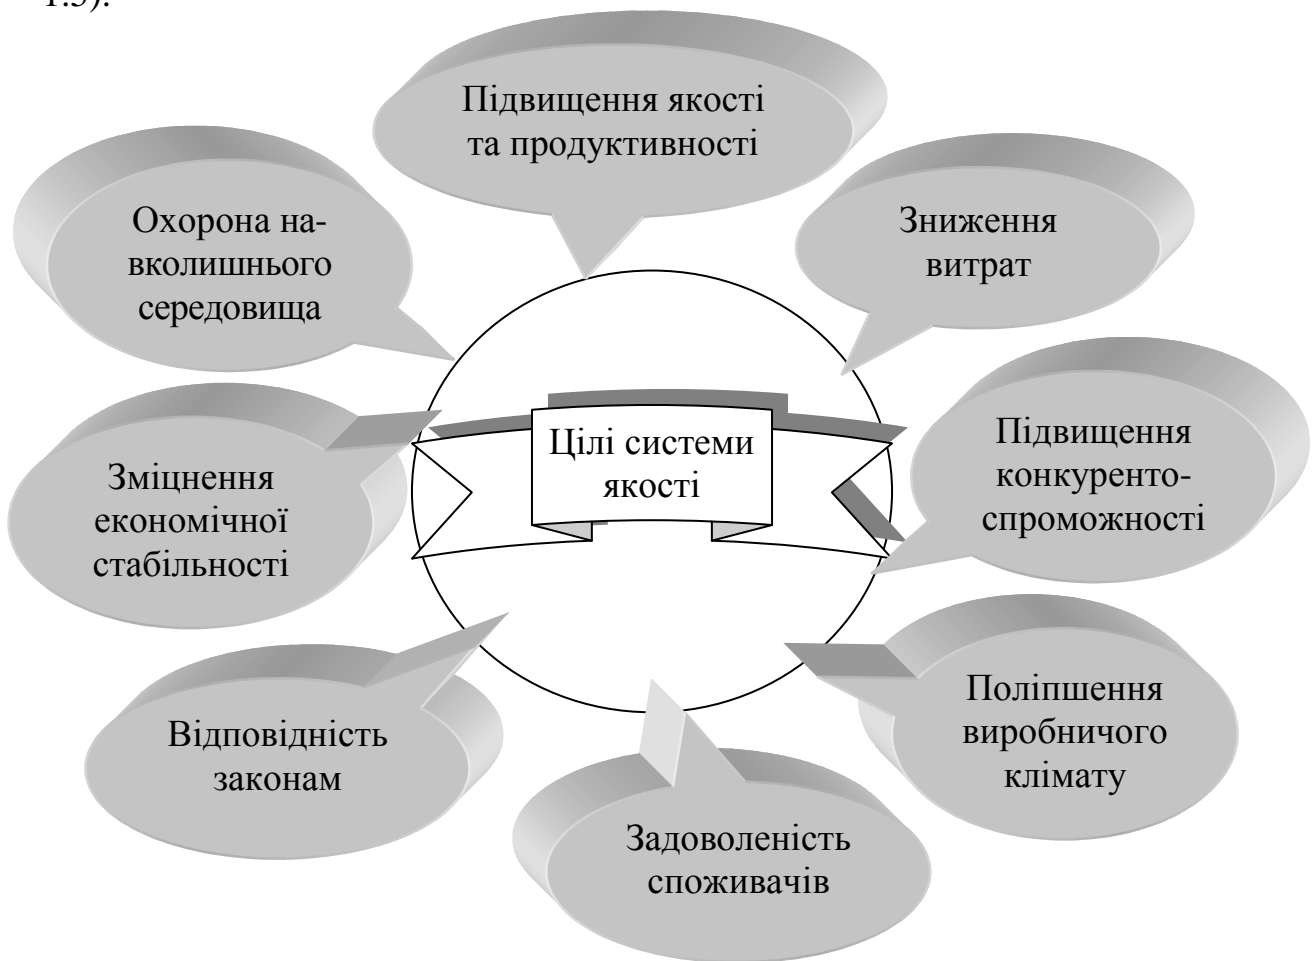 1.3).
Підвищення якості
та продуктивності
Охорона на-
вколишнього
середовища
Зниження
витрат
Цілі системи
якості
Підвищення
конкуренто-
спроможності
Зміцнення
економічної
стабільності
Поліпшення
виробничого
клімату
Відповідність
законам
Задоволеність
споживачів